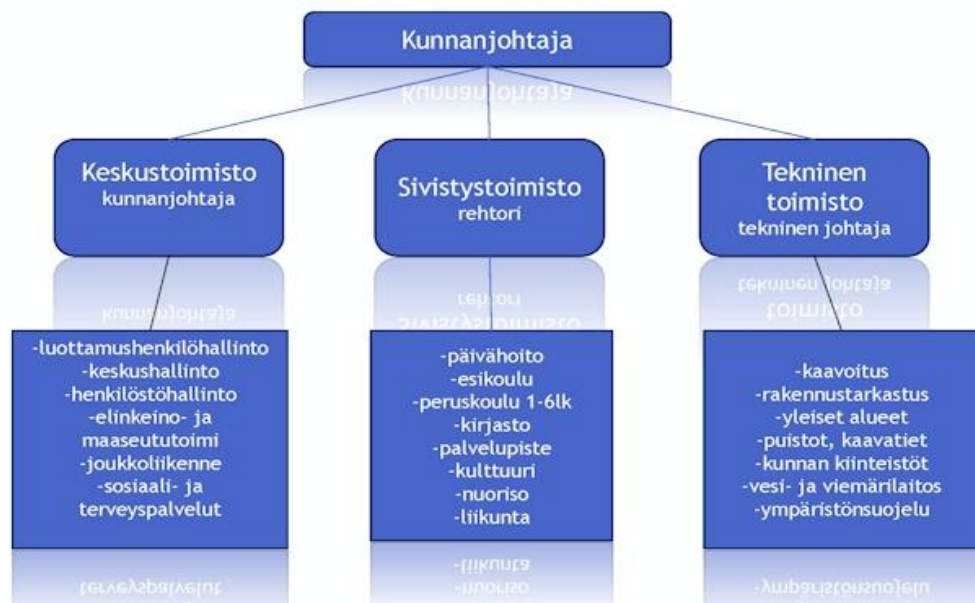 Kunnanjohtaja
Keskustoimisto
kunnanjohtaja
Sivistystoimisto
rehtori
Tekninen
toimisto
tekninen johtaja
-luottamushenkilöhallinto
-keskushallinto
-henkilöstöhallinto
-elinkeino- ja
maaseututoimi
-joukkoliikenne
-sosiaali- ja
terveyspalvelut
-päivähoito
-esikoulu
-peruskoulu 1-6lk
-kirjasto
-palvelupiste
-kulttuuri
-nuoriso
-liikunta
-kaavoitus
-rakennustarkastus
-yleiset alueet
-puistot, kaavatiet
-kunnan kiinteistöt
-vesi- ja viemärilaitos
-ympäristönsuojelu